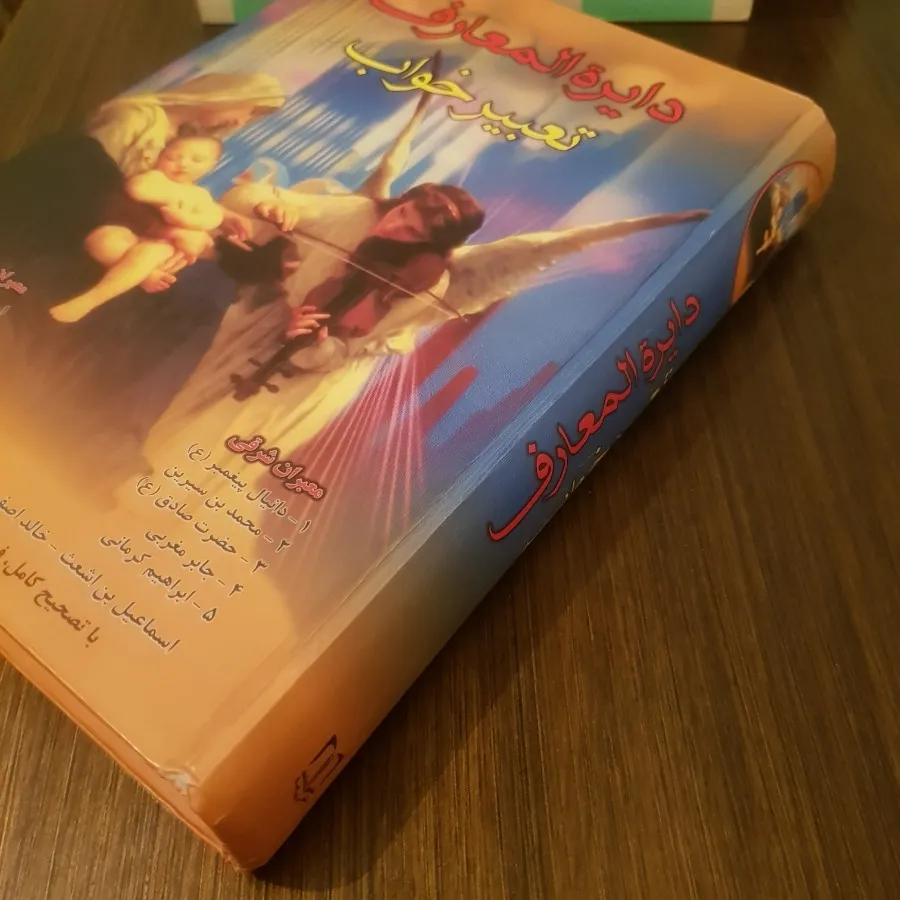 دایرة المعارف
تعبیر خواب
معبران شرقی
۱ - دانیال پیغمبر (ع)
۲ - محمد بن سیرین
۳ - حضرت صادق (ع)
۴ - جابر مغربی
۵ - ابراهیم کرمانی
اسماعیل بن اشعث - خالد
با تصحیح کامل،
دایرة المعارف